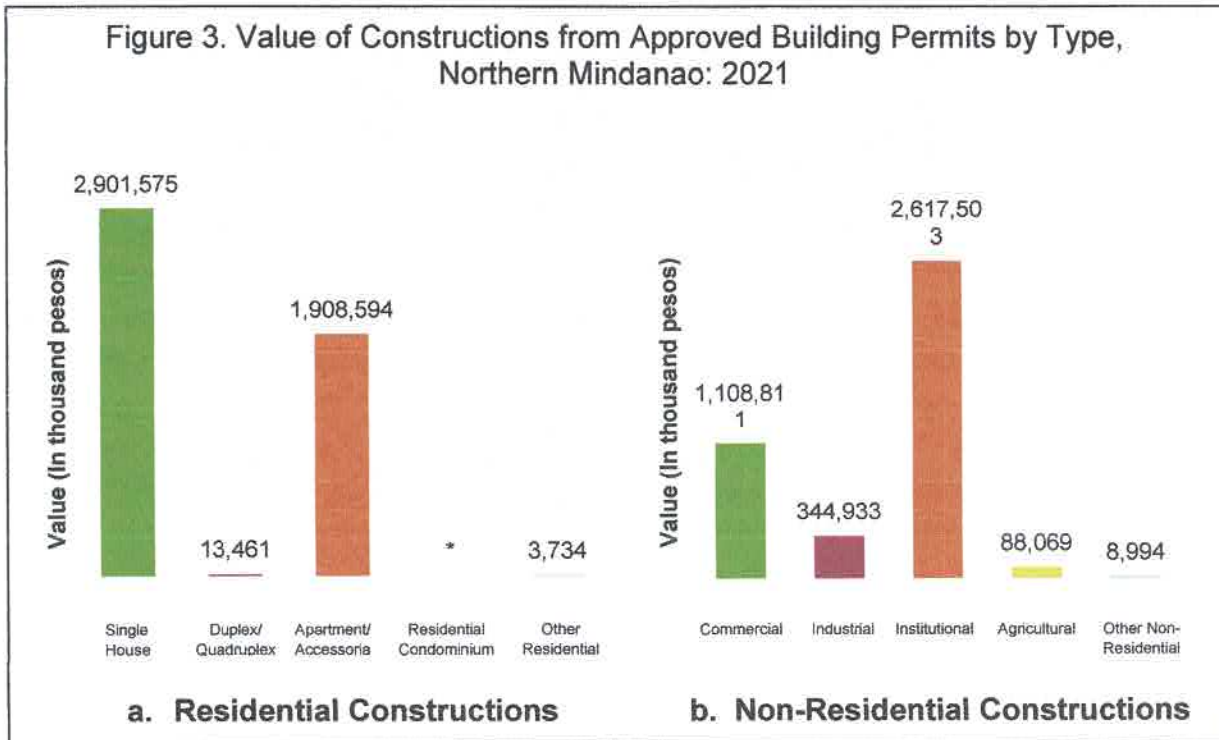 Figure 3. Value of Constructions from Approved Building Permits by Type,
Northern Mindanao: 2021
Value (In thousand pesos)
2,901,575
13,461
1,908,594
*
3,734
Single
House
Duplex/
Quadruplex
Apartment/
Accessoria
Residential
Condominium
Other
Residential
a. Residential Constructions
Value (In thousand pesos)
1,108,81
1
344,933
2,617,50
3
88,069
8,994
Commercial
Industrial
Institutional
Agricultural
Other Non-
Residential
b. Non-Residential Constructions